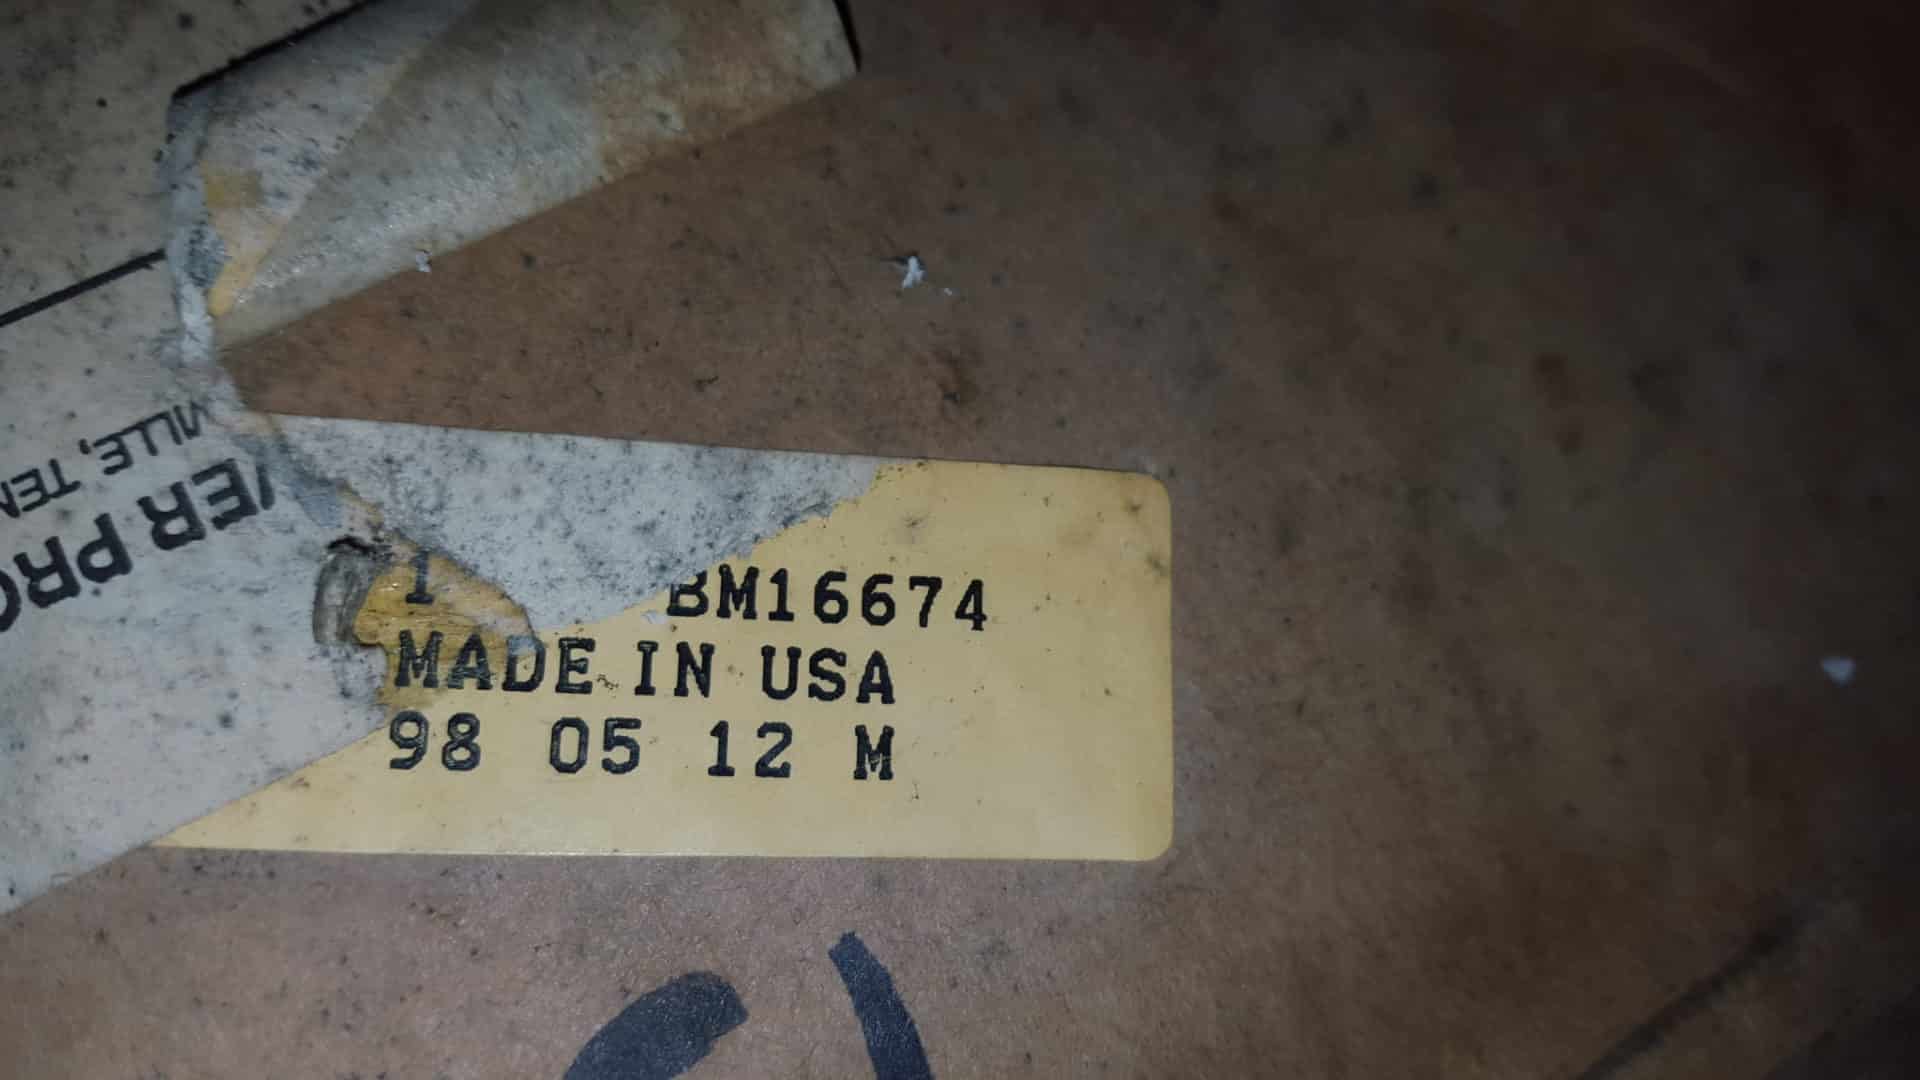 1 BM16674
MADE IN USA
98 05 12 M
VER PRO
VILLE, TEN